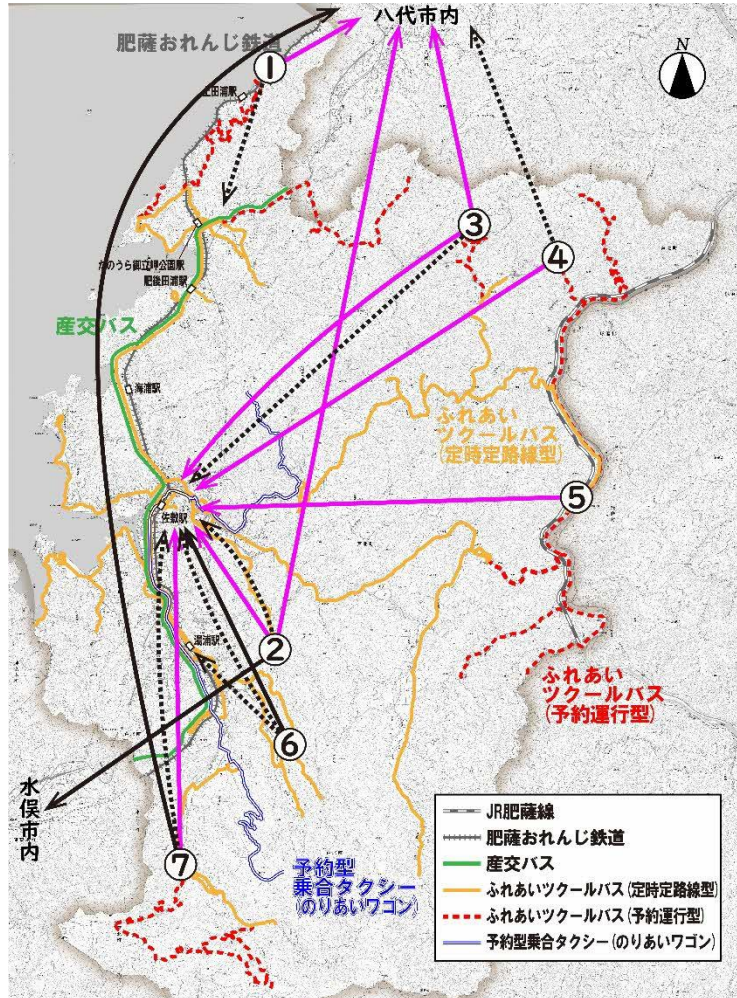 八代市内
肥薩おれんじ鉄道
N
①
上田浦駅
③
④
たのうら御立岬公園駅
肥後田浦駅
産交バス
海浦駅
ふれあい
ツクールバス
(定時定路線型)
⑤
佐敷駅
②
湯浦駅
ふれあい
ツクールバス
(予約運行型)
⑥
水俣市内
⑦
予約型
乗合タクシー
(のりあいワゴン)
JR肥薩線
肥薩おれんじ鉄道
産交バス
ふれあいツクールバス(定時定路線型)
ふれあいツクールバス(予約運行型)
予約型乗合タクシー(のりあいワゴン)